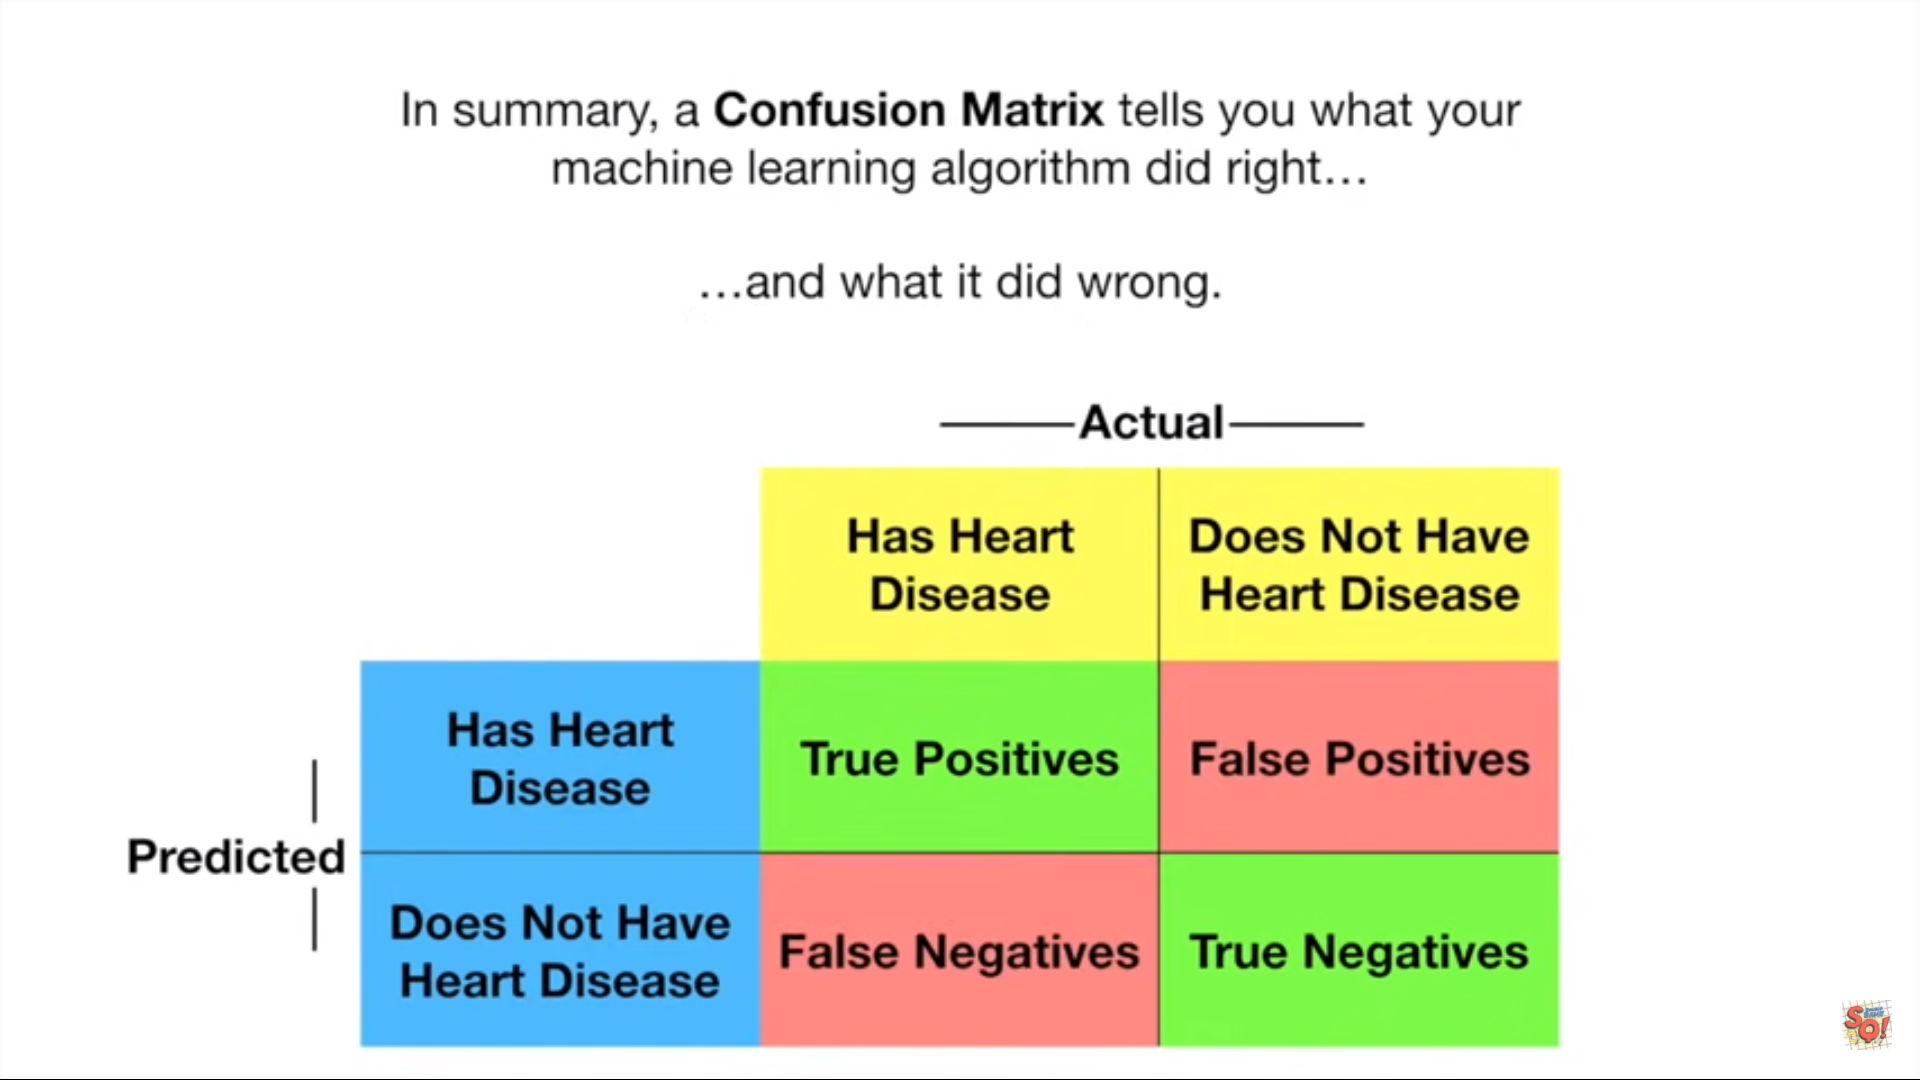 In summary, a Confusion Matrix tells you what your
machine learning algorithm did right…
…and what it did wrong.
Actual
Has Heart
Disease
Does Not Have
Heart Disease
Has Heart
Disease
True Positives
False Positives
Predicted
Does Not Have
Heart Disease
False Negatives
True Negatives